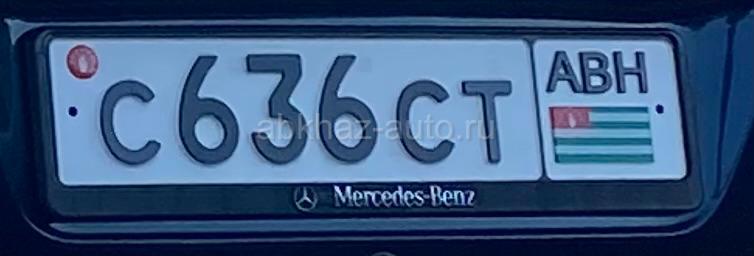 С636СТ
АВН
abkhaz-auto.ru
Mercedes-Benz